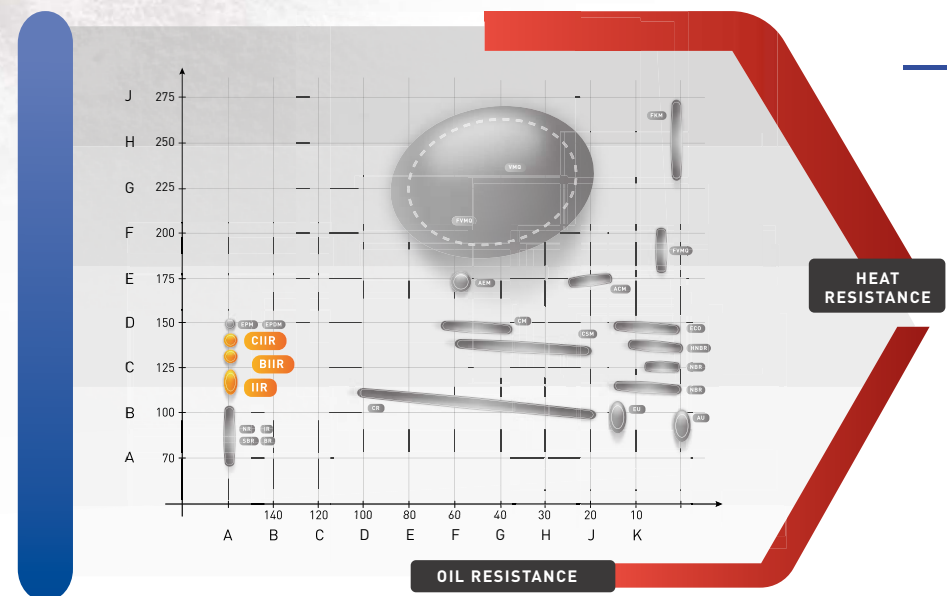 J 275
FKM
H 250
VMQ
G 225
FVMQ
F 200
FVMQ
E 175
AEM
ACM
D 150
EPM EPDM
CM
ECO
CIIR
CSM
HNBR
BIIR
C 125
NBR
IIR
NBR
B 100
CR
EU
AU
NR IR
SBR BR
A 70
140 120 100 80 60 40 30 20 10
A B C D E F G H J K
HEAT
RESISTANCE
OIL RESISTANCE